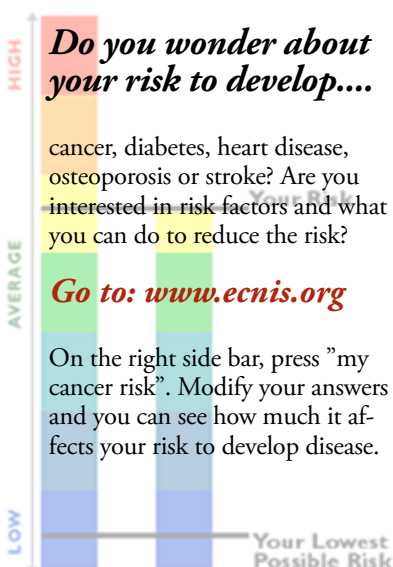 HIGH
Do you wonder about
your risk to develop....
cancer, diabetes, heart disease,
osteoporosis or stroke? Are you
Your Risk
interested in risk factors and what
you can do to reduce the risk?
AVERAGE
Go to: www.ecnis.org
On the right side bar, press ”my
cancer risk”. Modify your answers
and you can see how much it af-
fects your risk to develop disease.
LOW
Your Lowest
Possible Risk